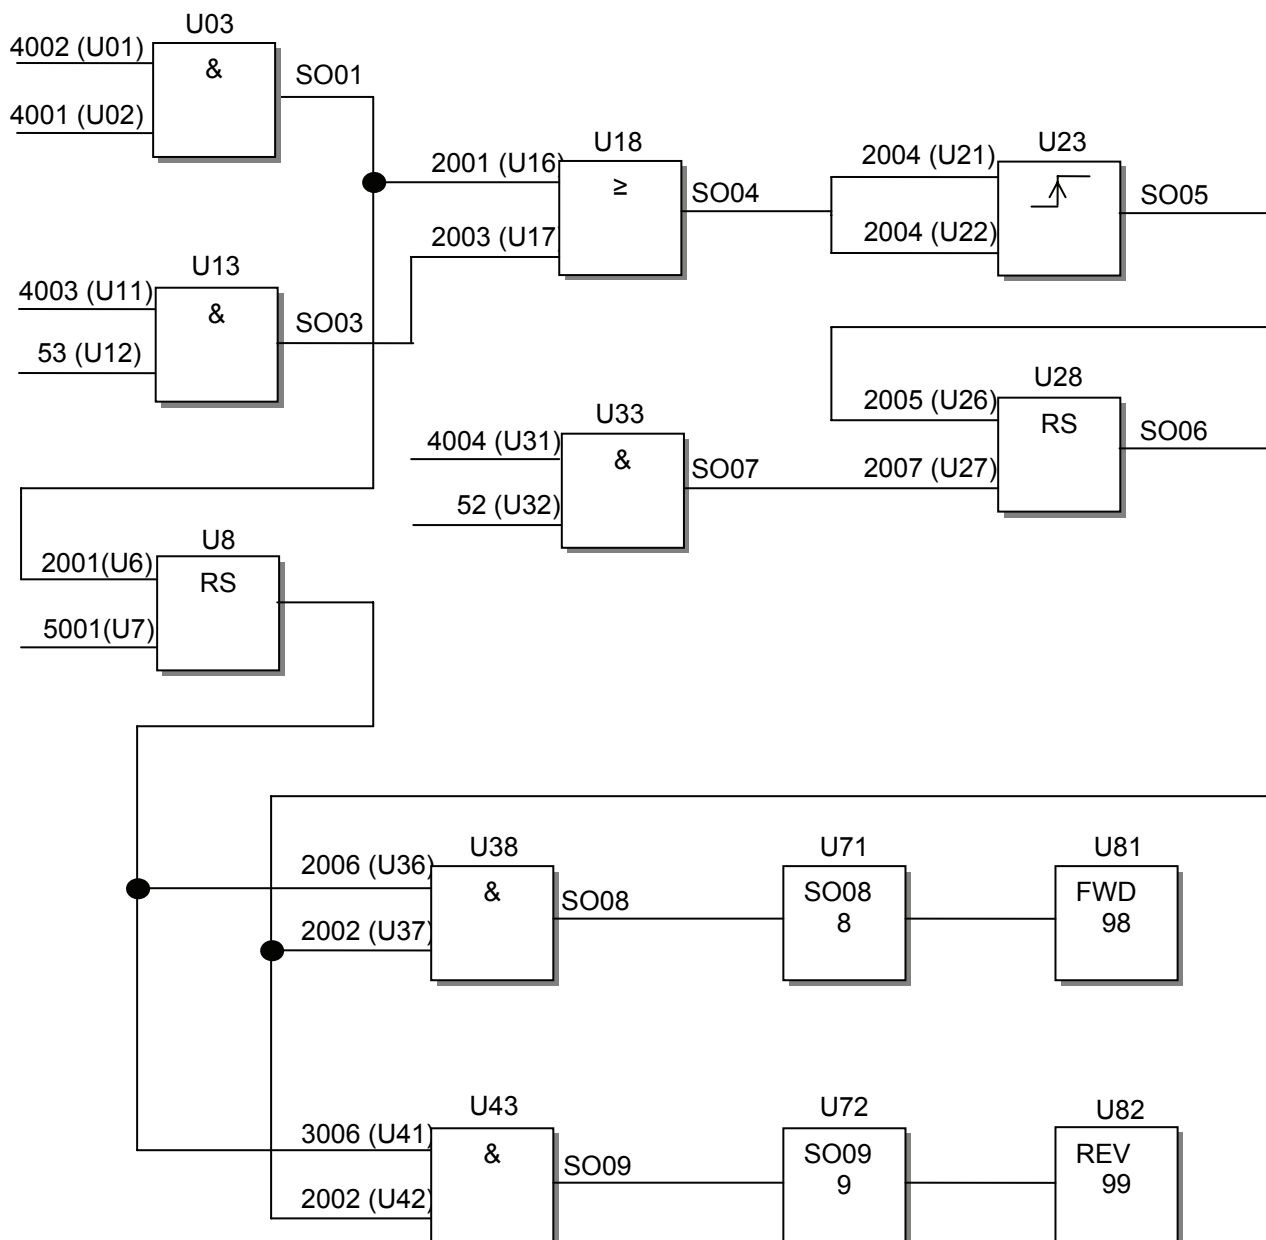 U03
4002 (U01)
&
SO01
4001 (U02)
U18
2001 (U16)
≥
SO04
2003 (U17
U23
2004 (U21)
SO05
2004 (U22)
U13
4003 (U11)
&
SO03
53 (U12)
U28
2005 (U26)
RS
SO06
2007 (U27)
U33
4004 (U31)
&
SO07
52 (U32)
U8
2001(U6)
RS
5001(U7)
U38
2006 (U36)
&
SO08
2002 (U37)
U71
SO08
8
U81
FWD
98
U43
3006 (U41)
&
SO09
2002 (U42)
U72
SO09
9
U82
REV
99